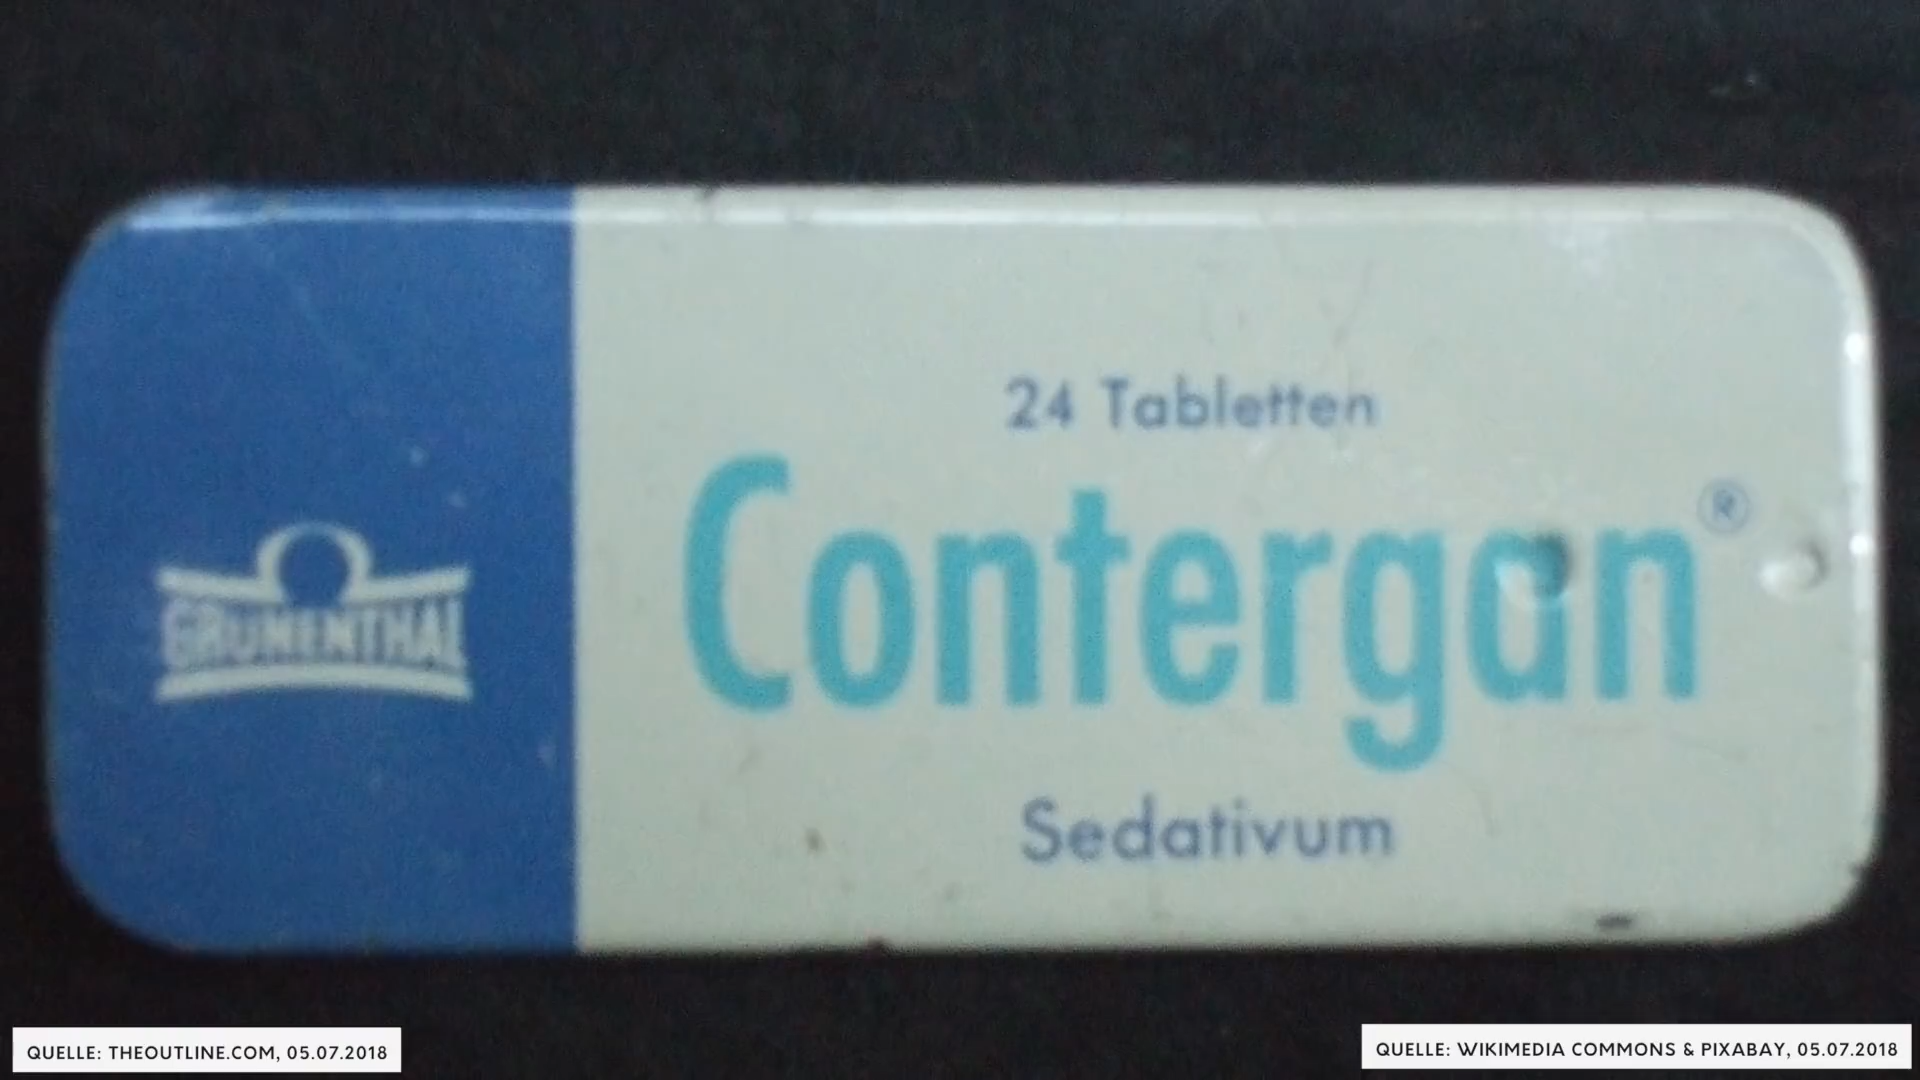 24 Tabletten
Contergan®
GRÜNENTHAL
Sedativum
QUELLE: THEOUTLINE.COM, 05.07.2018
QUELLE: WIKIMEDIA COMMONS & PIXABAY, 05.07.2018